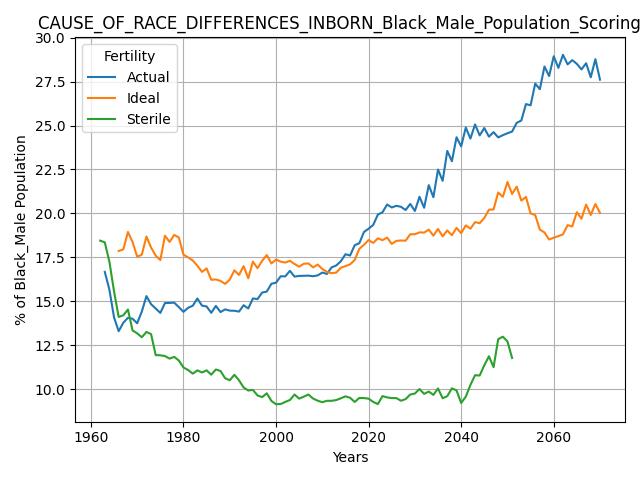 CAUSE_OF_RACE_DIFFERENCES_INBORN_Black_Male_Population_Scoring
Fertility
Actual
Ideal
Sterile
% of Black_Male Population
30.0
27.5
25.0
22.5
20.0
17.5
15.0
12.5
10.0
1960
1980
2000
2020
2040
2060
Years